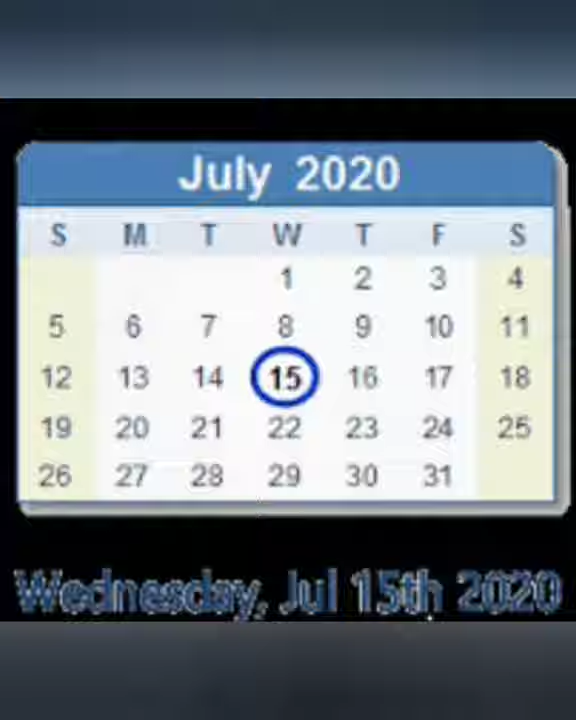 July 2020
S M T W T F S
1 2 3 4
5 6 7 8 9 10 11
12 13 14 15 16 17 18
19 20 21 22 23 24 25
26 27 28 29 30 31
Wednesday, Jul 15th 2020